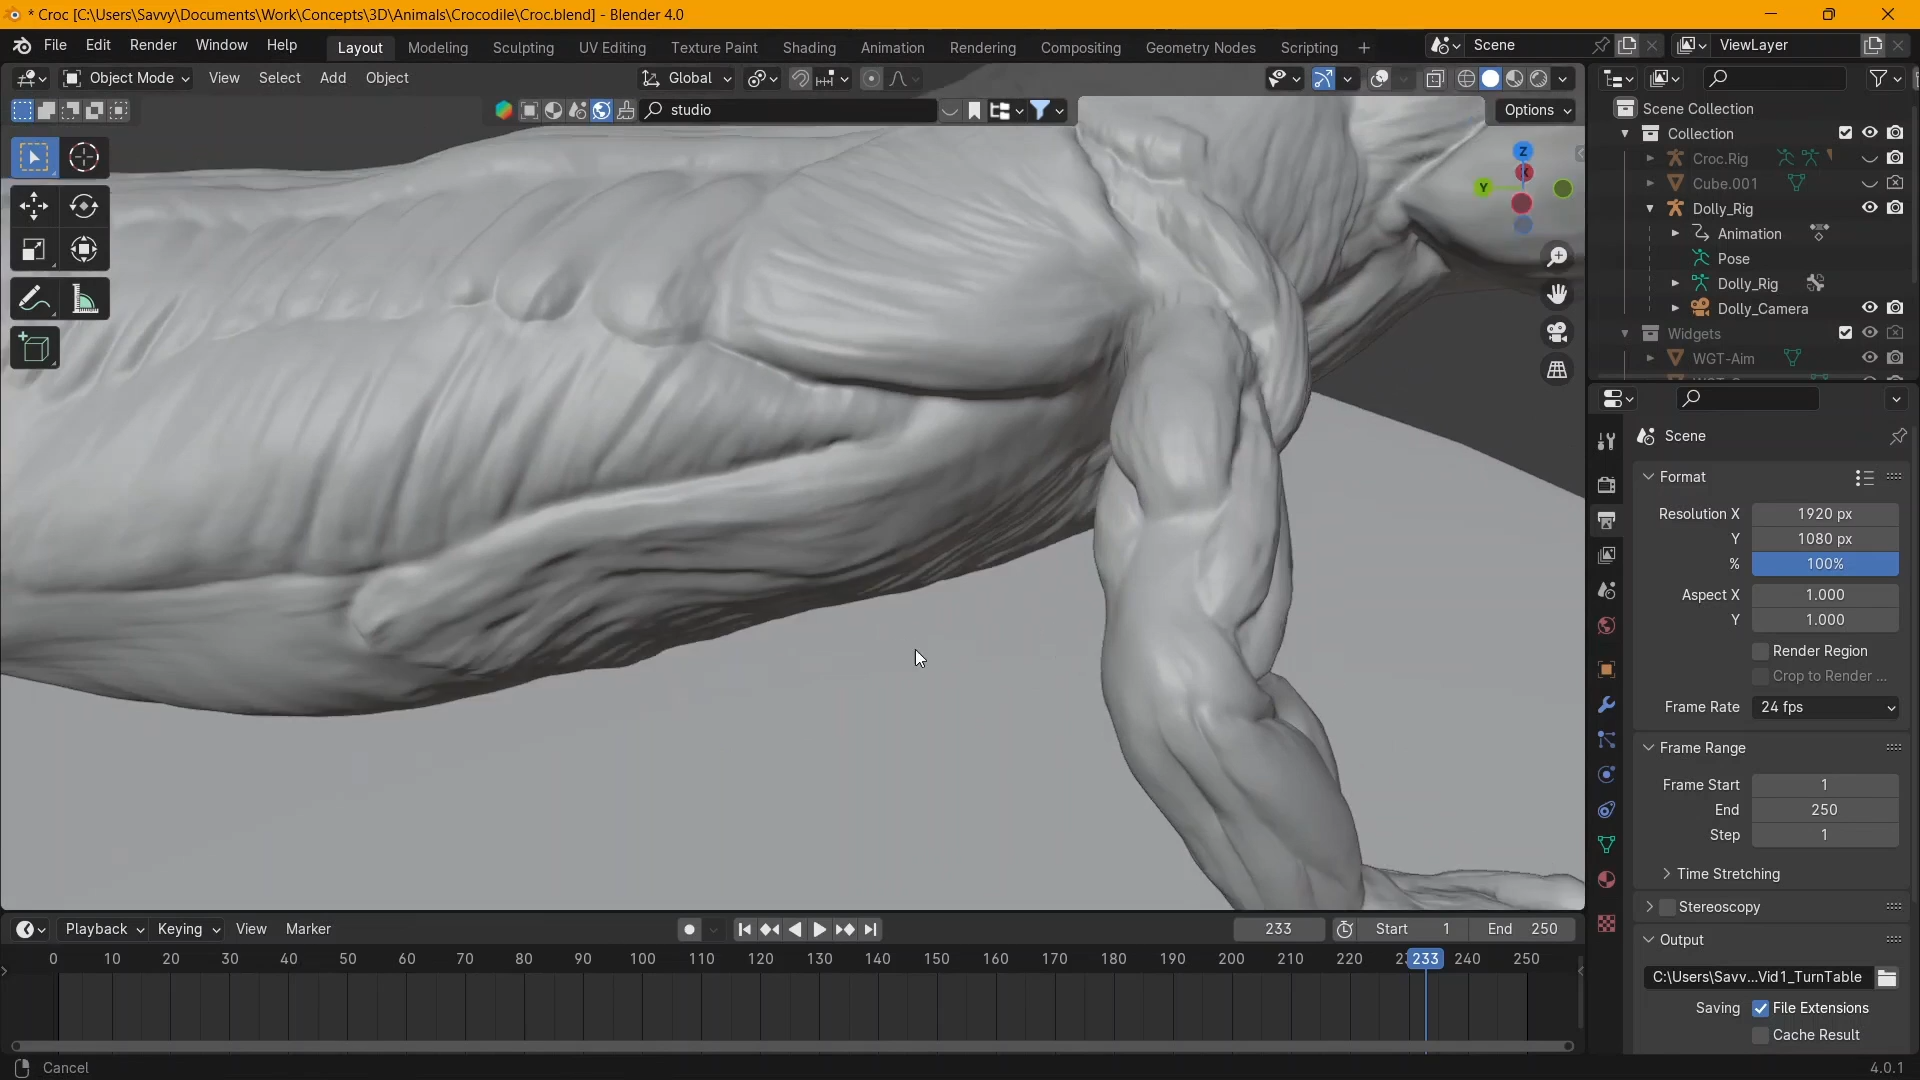 * Croc [C:\Users\Savvy\Documents\Work\Concepts\3D\Animals\Crocodile\Croc.blend] - Blender 4.0
File Edit Render Window Help Layout Modeling Sculpting UV Editing Texture Paint Shading Animation Rendering Compositing Geometry Nodes Scripting + Scene ViewLayer
Object Mode View Select Add Object Global
studio Options
Z
Y
Scene Collection
Collection
Croc.Rig
Cube.001
Dolly_Rig
Animation
Pose
Dolly_Rig
Dolly_Camera
Widgets
WGT-Aim
Scene
Format
Resolution X 1920 px
Y 1080 px
% 100%
Aspect X 1.000
Y 1.000
Render Region
Crop to Render ...
Frame Rate 24 fps
Frame Range
Frame Start 1
End 250
Step 1
Time Stretching
Stereoscopy
Output
C:\Users\Savv...Vid1_TurnTable
Saving File Extensions
Cache Result
Playback Keying View Marker 233 Start 1 End 250
0 10 20 30 40 50 60 70 80 90 100 110 120 130 140 150 160 170 180 190 200 210 220 233 240 250
Cancel 4.0.1